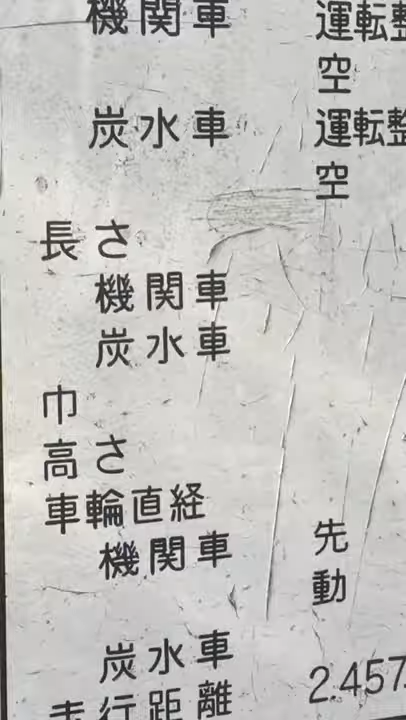 機関車 運転整
空
炭水車 運転整
空
長さ
機関車
炭水車
巾
高さ
車輪直経
機関車 先
動
炭水車
走行距離 2.457